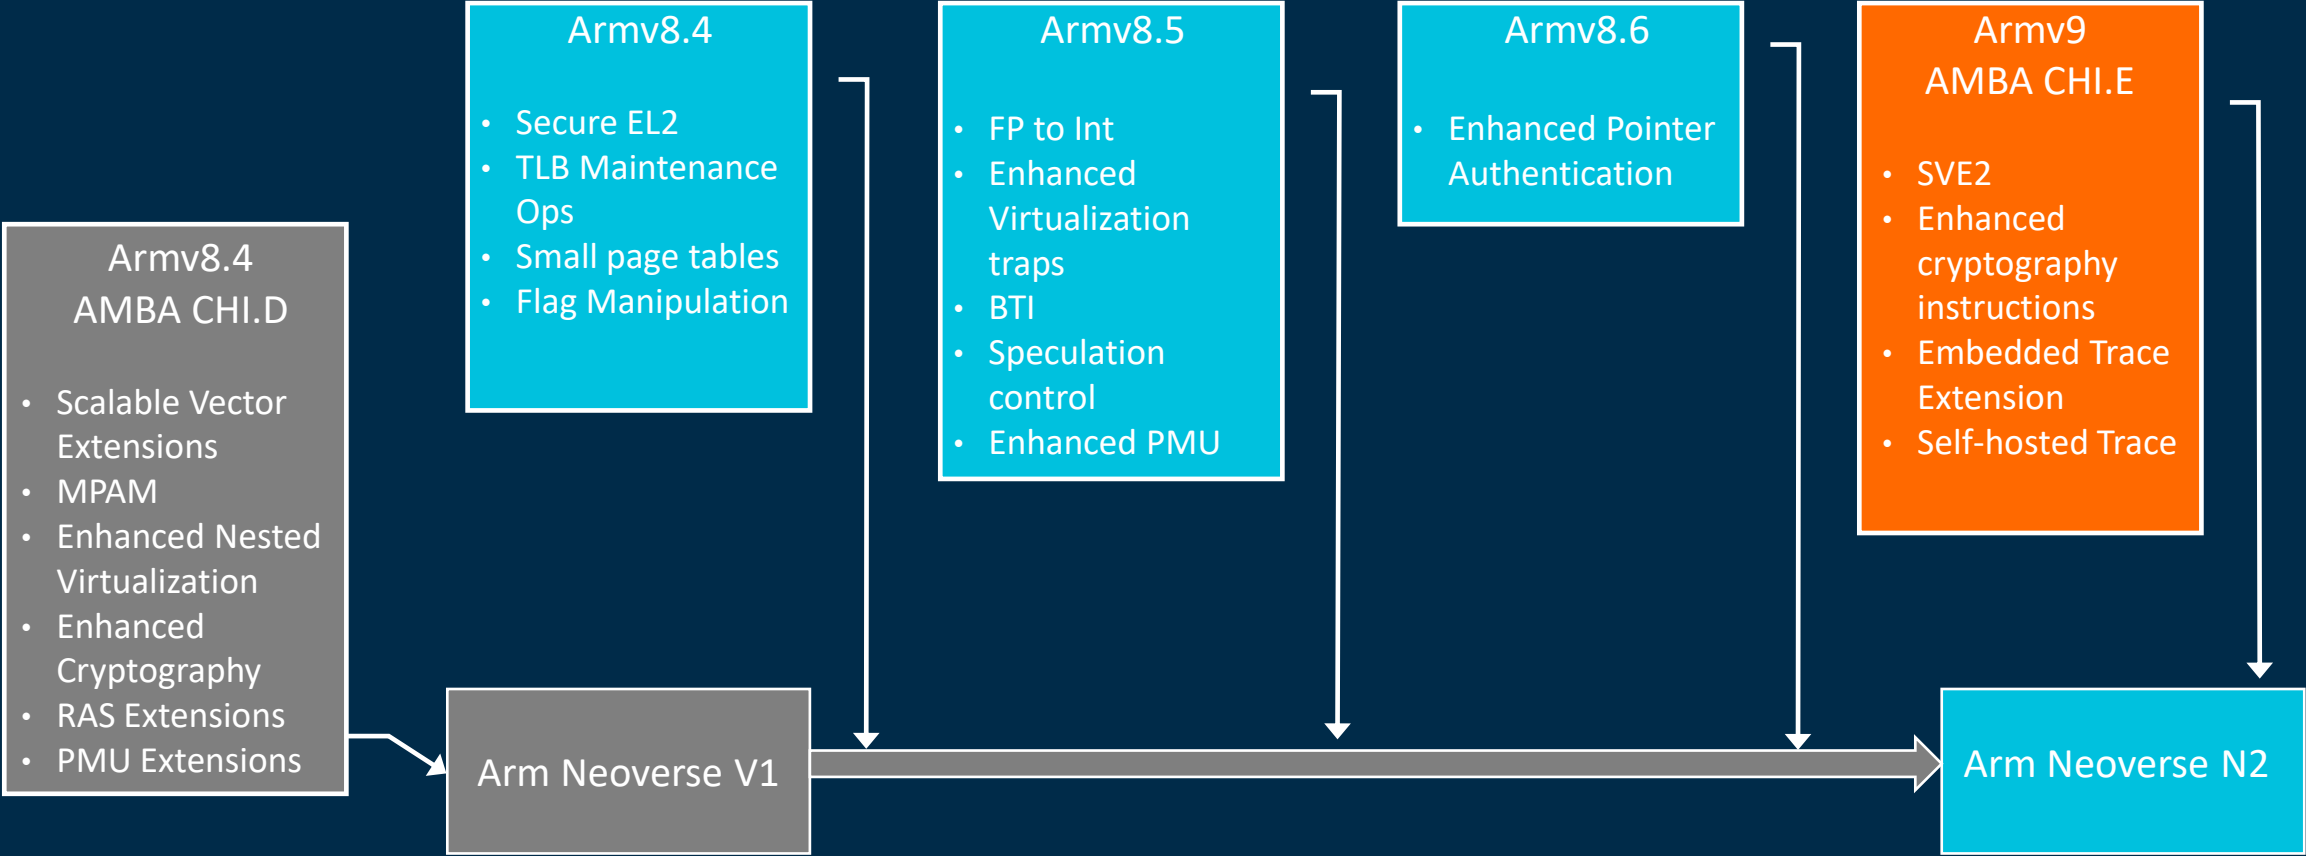 Armv8.4
AMBA CHI.D
• Scalable Vector
Extensions
• MPAM
• Enhanced Nested
Virtualization
• Enhanced
Cryptography
• RAS Extensions
• PMU Extensions
Armv8.4
• Secure EL2
• TLB Maintenance
Ops
• Small page tables
• Flag Manipulation
Armv8.5
• FP to Int
• Enhanced
Virtualization
traps
• BTI
• Speculation
control
• Enhanced PMU
Armv8.6
• Enhanced Pointer
Authentication
Armv9
AMBA CHI.E
• SVE2
• Enhanced
cryptography
instructions
• Embedded Trace
Extension
• Self-hosted Trace
Arm Neoverse V1
Arm Neoverse N2